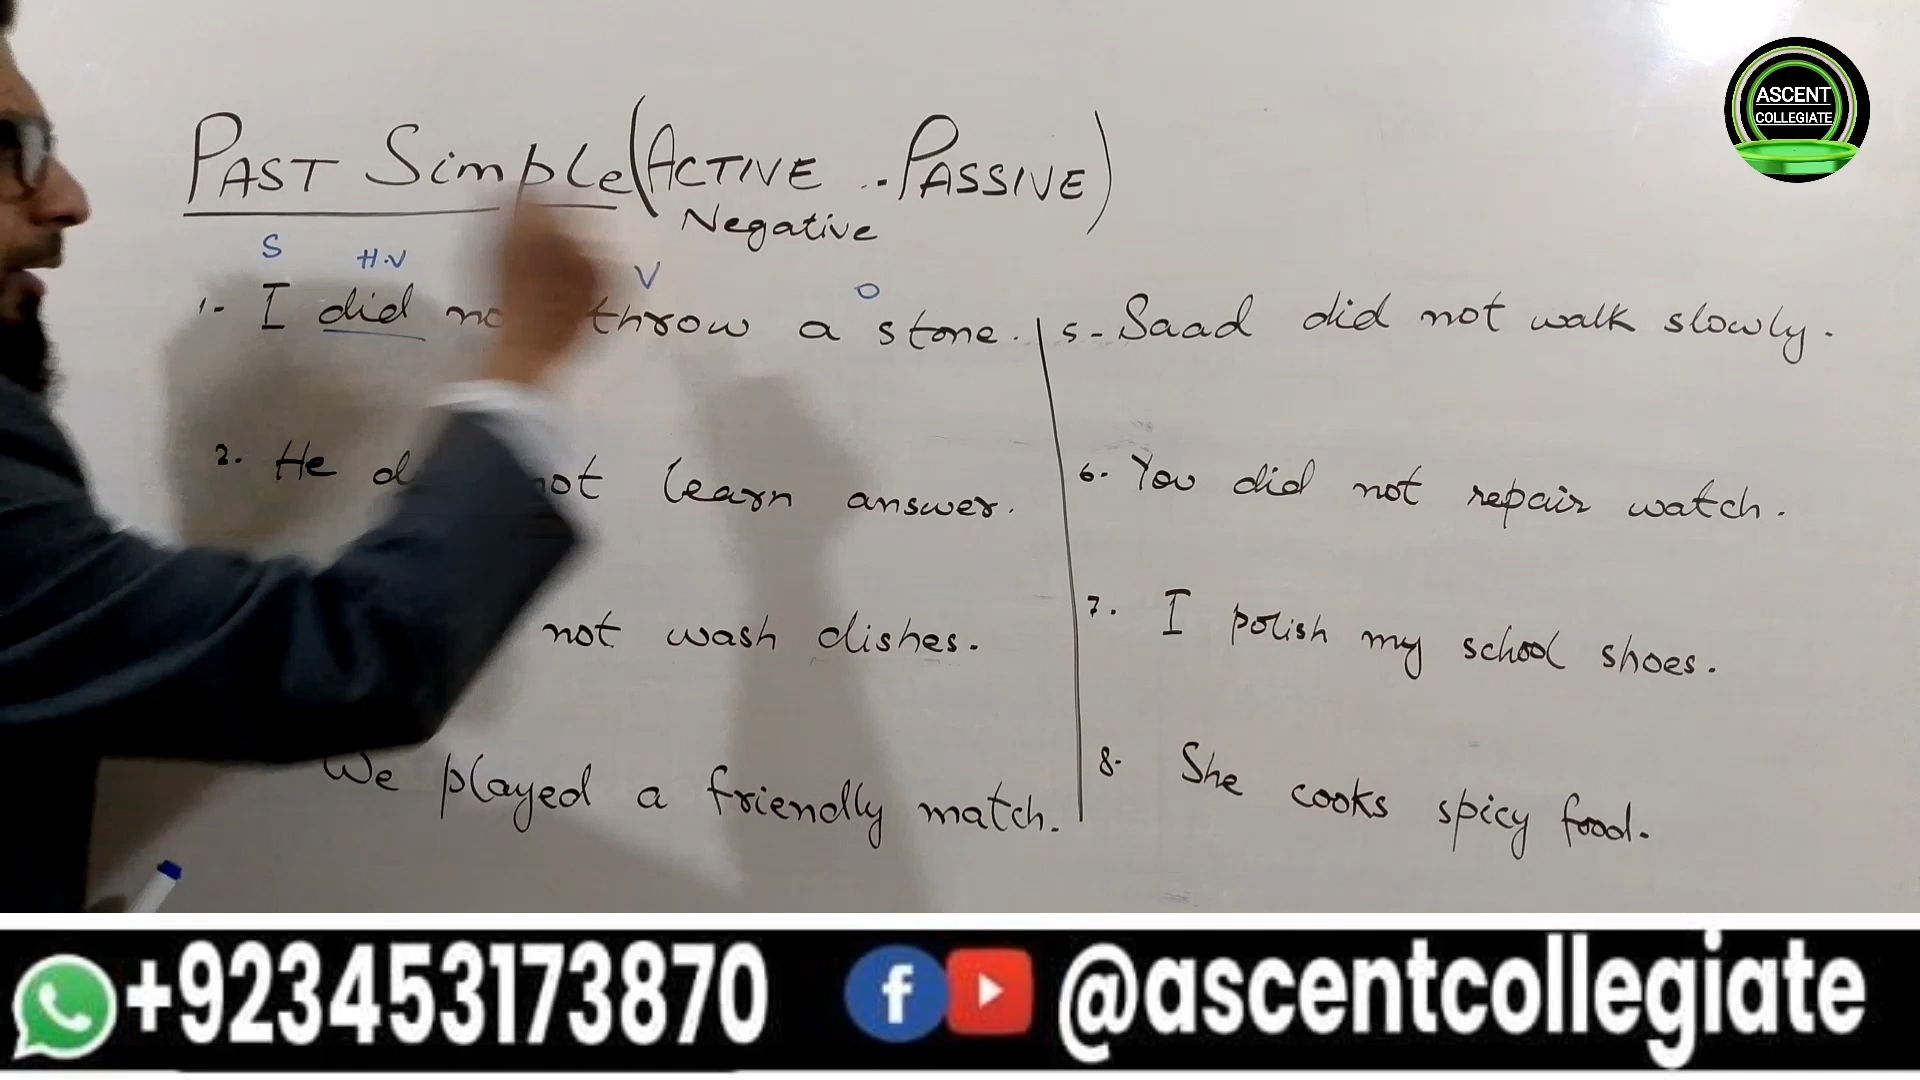 PAST Simple (ACTIVE - PASSIVE)
Negative
S H.V V O
1- I did throw a stone.
2. He not learn answer.
not wash dishes.
We played a friendly match.
5- Saad did not walk slowly.
6- You did not repair watch.
7. I polish my school shoes.
8- She cooks spicy food.
ASCENT
COLLEGIATE
+923453173870 @ascentcollegiate